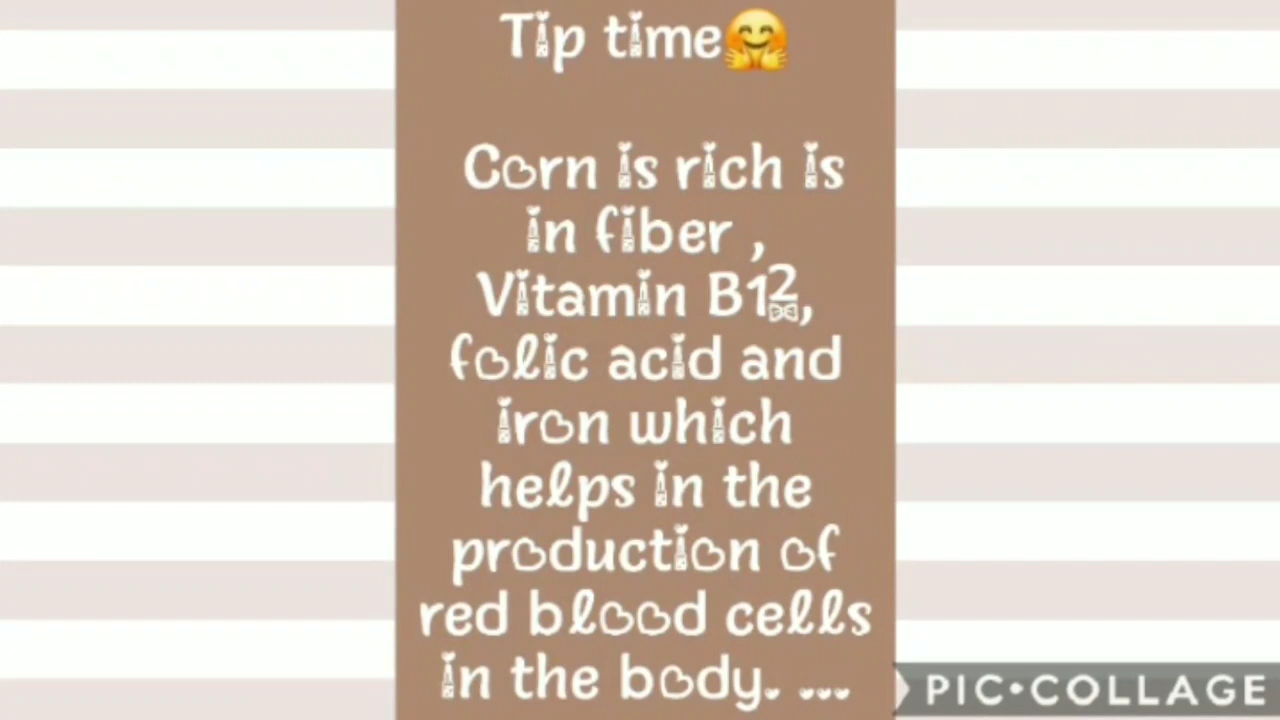 Tip time🤗
Corn is rich is
in fiber ,
Vitamin B12,
folic acid and
iron which
helps in the
production of
red blood cells
in the body. ...
PIC•COLLAGE